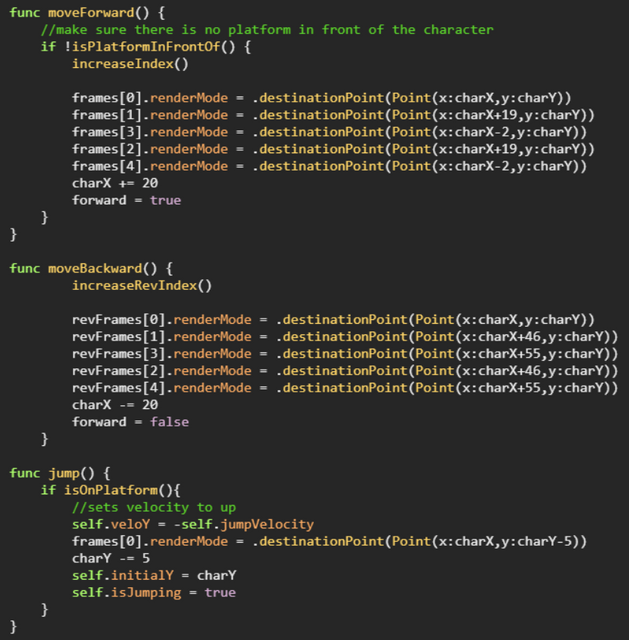 func moveForward() {
    //make sure there is no platform in front of the character
    if !isPlatformInFrontOf() {
        increaseIndex()

        frames[0].renderMode = .destinationPoint(Point(x:charX,y:charY))
        frames[1].renderMode = .destinationPoint(Point(x:charX+19,y:charY))
        frames[3].renderMode = .destinationPoint(Point(x:charX-2,y:charY))
        frames[2].renderMode = .destinationPoint(Point(x:charX+19,y:charY))
        frames[4].renderMode = .destinationPoint(Point(x:charX-2,y:charY))
        charX += 20
        forward = true
    }
}

func moveBackward() {
        increaseRevIndex()

        revFrames[0].renderMode = .destinationPoint(Point(x:charX,y:charY))
        revFrames[1].renderMode = .destinationPoint(Point(x:charX+46,y:charY))
        revFrames[3].renderMode = .destinationPoint(Point(x:charX+55,y:charY))
        revFrames[2].renderMode = .destinationPoint(Point(x:charX+46,y:charY))
        revFrames[4].renderMode = .destinationPoint(Point(x:charX+55,y:charY))
        charX -= 20
        forward = false
    }

func jump() {
    if isOnPlatform(){
        //sets velocity to up
        self.veloY = -self.jumpVelocity
        frames[0].renderMode = .destinationPoint(Point(x:charX,y:charY-5))
        charY -= 5
        self.initialY = charY
        self.isJumping = true
    }
}